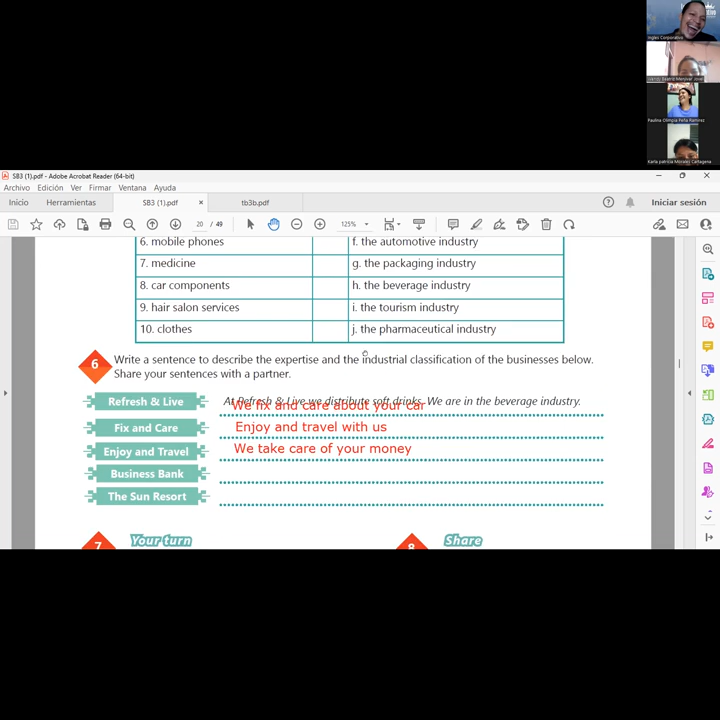 Ingles Corporativo
Paulina Olimpia Peña Ramirez
Karla patricia Morales Cartagena
SB3 (1).pdf - Adobe Acrobat Reader (64-bit)
Archivo Edición Ver Firmar Ventana Ayuda
Inicio Herramientas SB3 (1).pdf × tb3b.pdf Iniciar sesión
20 / 49 125%
6. mobile phones f. the automotive industry
7. medicine g. the packaging industry
8. car components h. the beverage industry
9. hair salon services i. the tourism industry
10. clothes j. the pharmaceutical industry
6 Write a sentence to describe the expertise and the industrial classification of the businesses below.
Share your sentences with a partner.
Refresh & Live At Refresh & Live we distribute soft drinks. We are in the beverage industry.
We fix and care about your car
Fix and Care Enjoy and travel with us
Enjoy and Travel We take care of your money
Business Bank
The Sun Resort
7 Your turn 8 Share